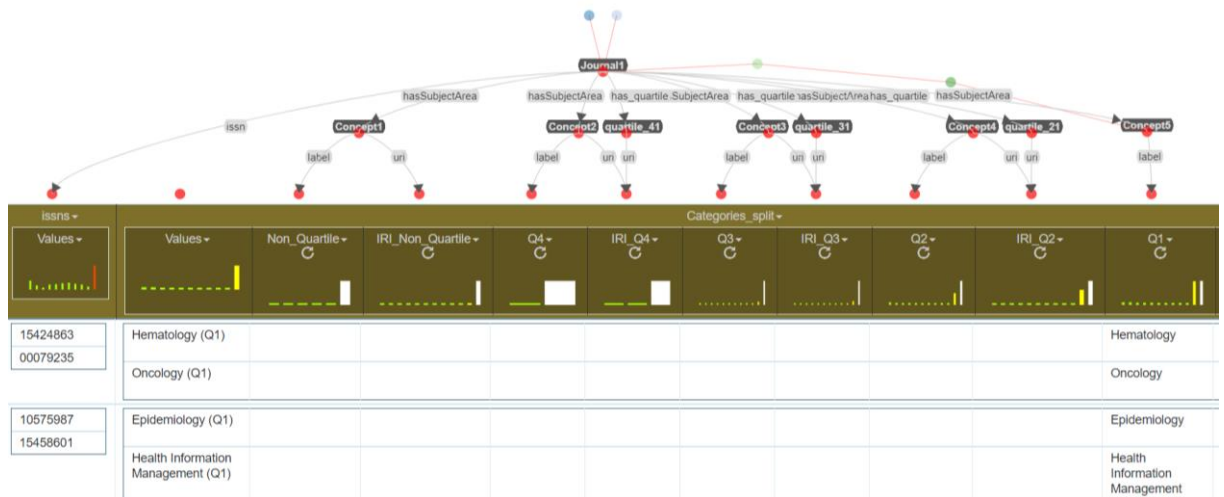 Journal1
hasSubjectArea hasSubjectArea has_quartile SubjectArea has_quartile hasSubjectArea has_quartile hasSubjectArea
issn Concept1 Concept2 quartile_41 Concept3 quartile_31 Concept4 quartile_21 Concept5
label uri label uri uri label uri uri label uri uri label
issns Categories_split
Values Values Non_Quartile IRI_Non_Quartile Q4 IRI_Q4 Q3 IRI_Q3 Q2 IRI_Q2 Q1
15424863 Hematology (Q1) Hematology
00079235
Oncology (Q1) Oncology
10575987 Epidemiology (Q1) Epidemiology
15458601
Health Information Health
Management (Q1) Information
Management